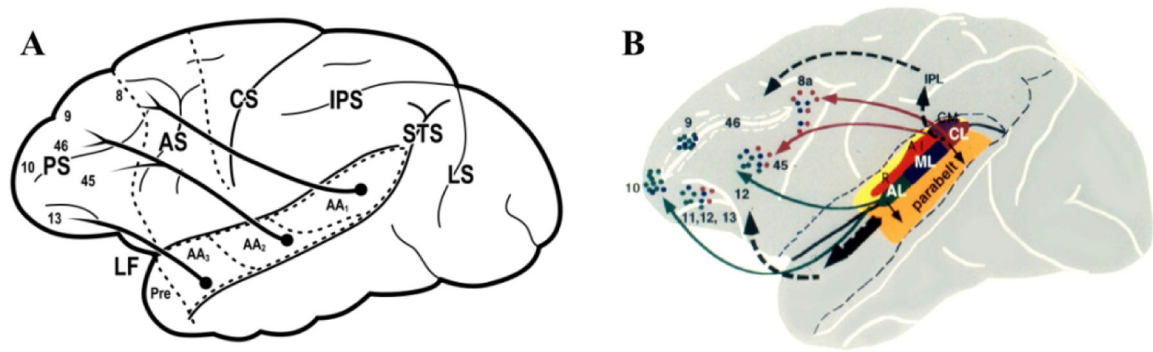 A
8
9
46
10 PS
45
13
AS
CS
IPS
STS
LS
AA₁
AA₂
AA₃
LF
Pre
B
8a
IPL
9
46
CM
CL
A I
ML
45
R
AL
parabelt
10
12
11,12, 13